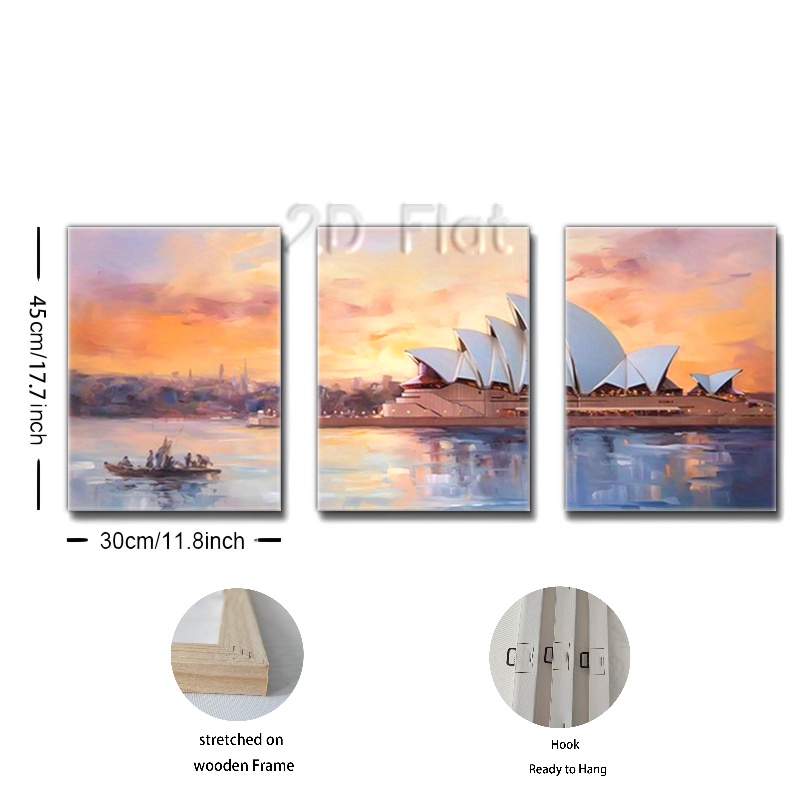 2D Flat
45cm/17.7inch
30cm/11.8inch
stretched on
wooden Frame
Hook
Ready to Hang